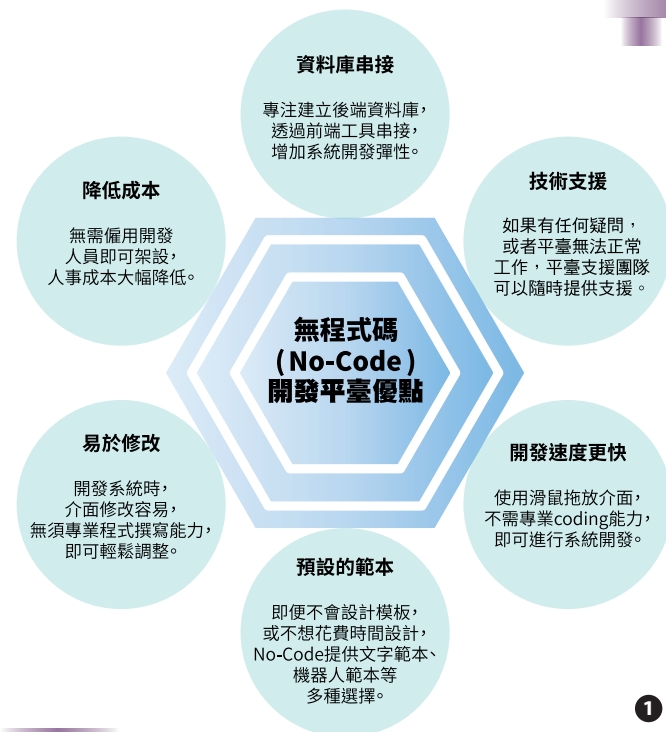 資料庫串接
專注建立後端資料庫，
透過前端工具串接，
增加系統開發彈性。
降低成本
無需僱用開發
人員即可架設，
人事成本大幅降低。
技術支援
如果有任何疑問，
或者平臺無法正常
工作，平臺支援團隊
可以隨時提供支援。
無程式碼
(No-Code)
開發平臺優點
易於修改
開發系統時，
介面修改容易，
無須專業程式撰寫能力，
即可輕鬆調整。
開發速度更快
使用滑鼠拖放介面，
不需專業coding能力，
即可進行系統開發。
預設的範本
即便不會設計模板，
或不想花費時間設計，
No-Code提供文字範本、
機器人範本等
多種選擇。
1